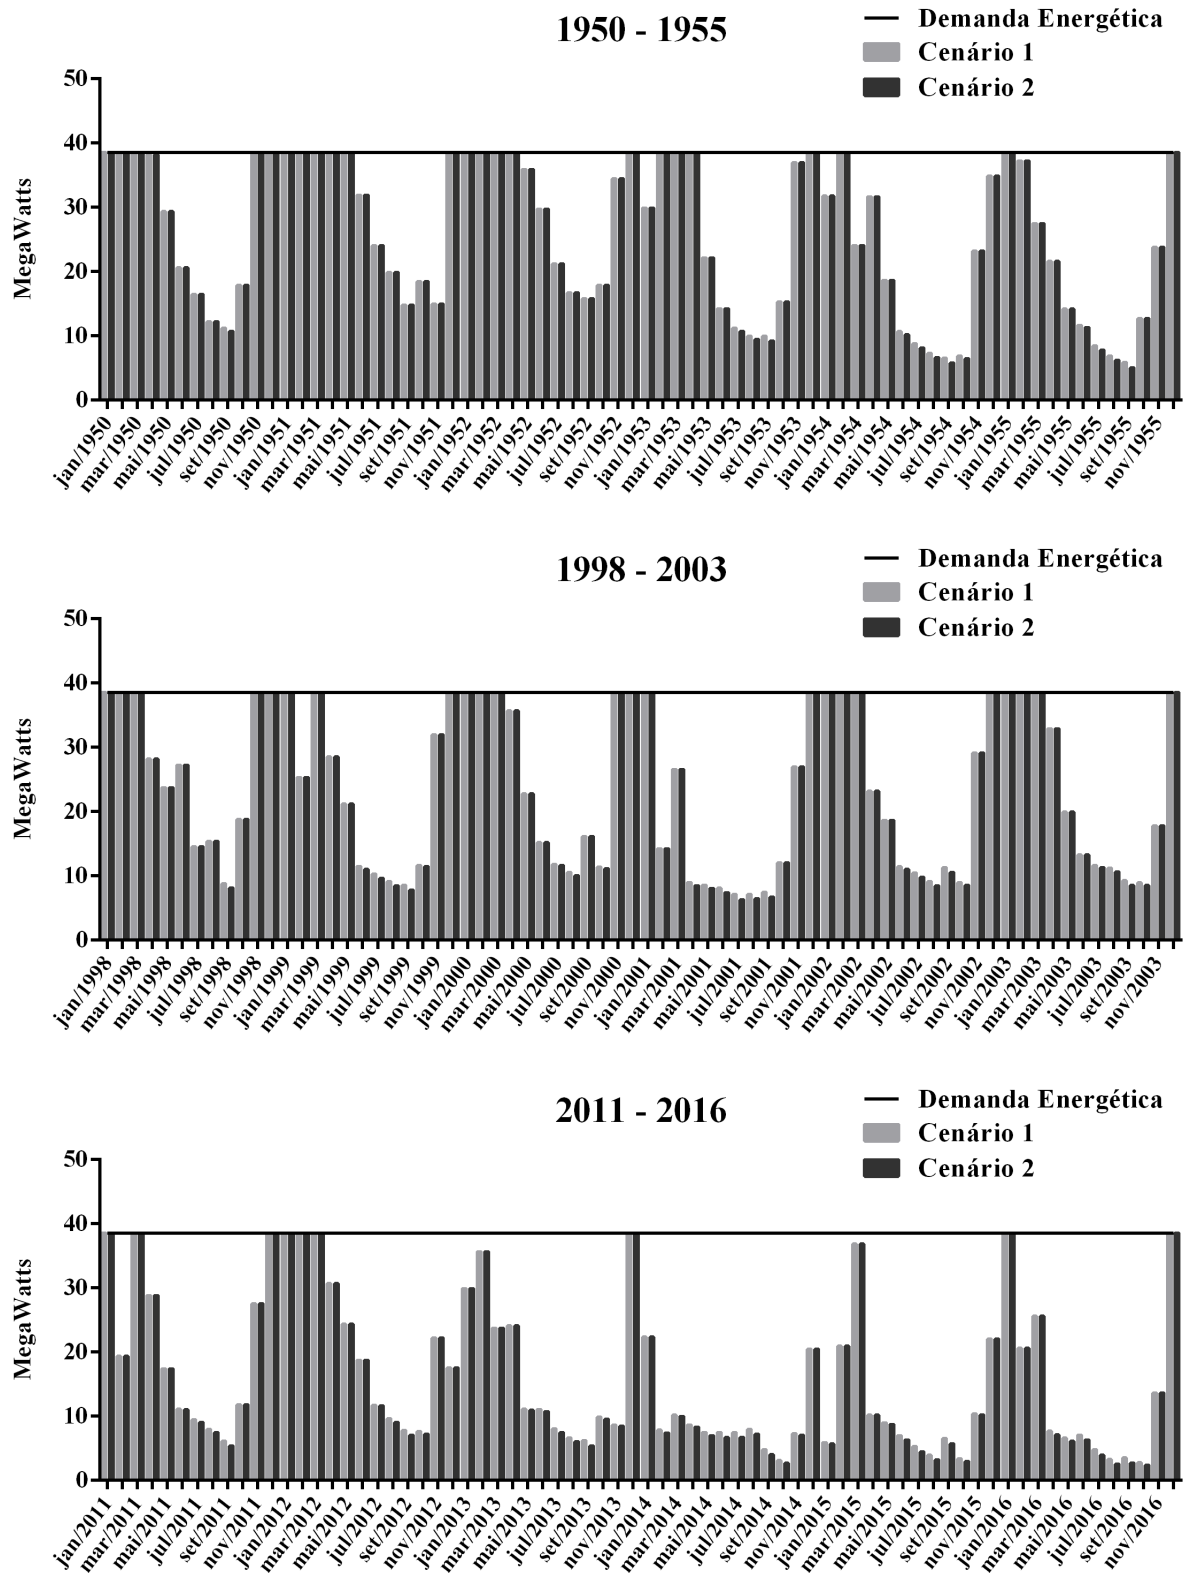 1950 - 1955
Demanda Energética
Cenário 1
Cenário 2
MegaWatts
50
40
30
20
10
0
jan/1950
mar/1950
mai/1950
jul/1950
set/1950
nov/1950
jan/1951
mar/1951
mai/1951
jul/1951
set/1951
nov/1951
jan/1952
mar/1952
mai/1952
jul/1952
set/1952
nov/1952
jan/1953
mar/1953
mai/1953
jul/1953
set/1953
nov/1953
jan/1954
mar/1954
mai/1954
jul/1954
set/1954
nov/1954
jan/1955
mar/1955
mai/1955
jul/1955
set/1955
nov/1955
1998 - 2003
Demanda Energética
Cenário 1
Cenário 2
MegaWatts
50
40
30
20
10
0
jan/1998
mar/1998
mai/1998
jul/1998
set/1998
nov/1998
jan/1999
mar/1999
mai/1999
jul/1999
set/1999
nov/1999
jan/2000
mar/2000
mai/2000
jul/2000
set/2000
nov/2000
jan/2001
mar/2001
mai/2001
jul/2001
set/2001
nov/2001
jan/2002
mar/2002
mai/2002
jul/2002
set/2002
nov/2002
jan/2003
mar/2003
mai/2003
jul/2003
set/2003
nov/2003
2011 - 2016
Demanda Energética
Cenário 1
Cenário 2
MegaWatts
50
40
30
20
10
0
jan/2011
mar/2011
mai/2011
jul/2011
set/2011
nov/2011
jan/2012
mar/2012
mai/2012
jul/2012
set/2012
nov/2012
jan/2013
mar/2013
mai/2013
jul/2013
set/2013
nov/2013
jan/2014
mar/2014
mai/2014
jul/2014
set/2014
nov/2014
jan/2015
mar/2015
mai/2015
jul/2015
set/2015
nov/2015
jan/2016
mar/2016
mai/2016
jul/2016
set/2016
nov/2016